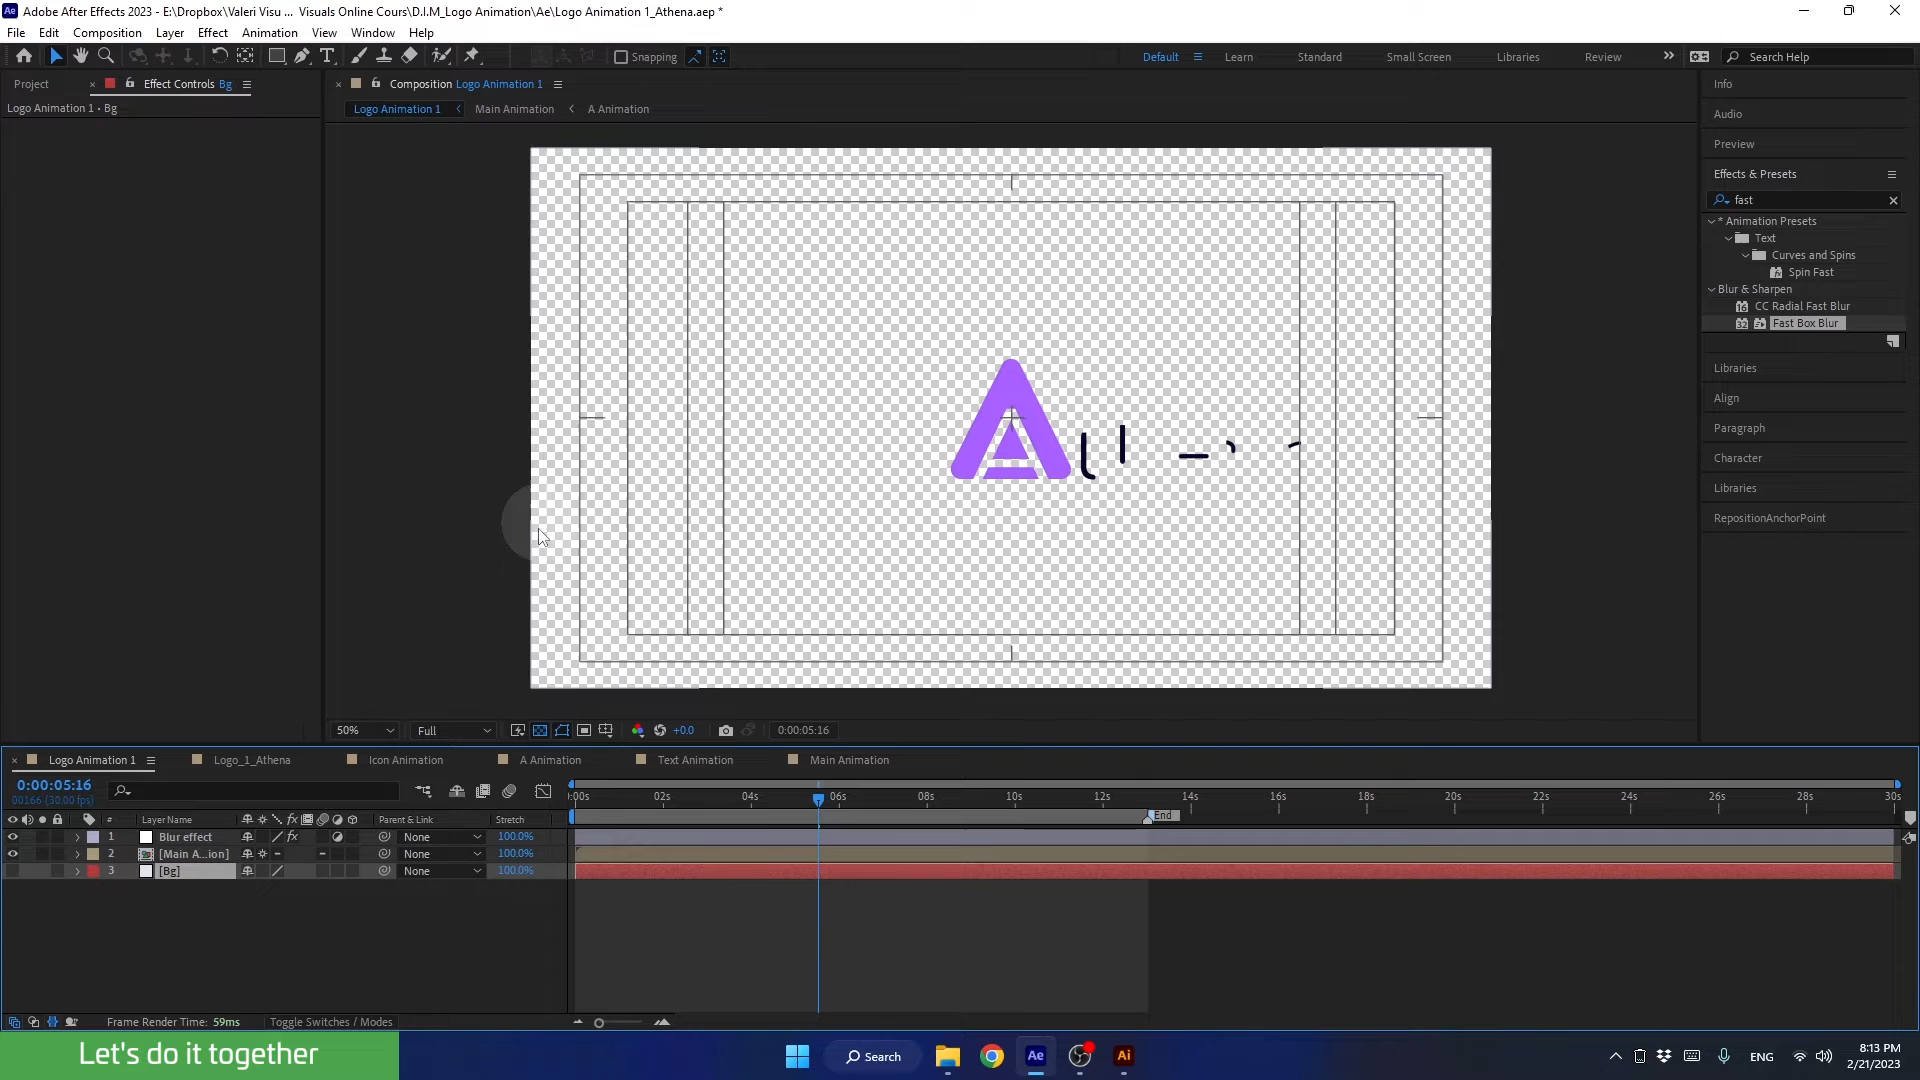 Adobe After Effects 2023 - E:\Dropbox\Valeri Visu ... Visuals Online Cours\D.I.M_Logo Animation\Ae\Logo Animation 1_Athena.aep *
File Edit Composition Layer Effect Animation View Window Help
Snapping Default Learn Standard Small Screen Libraries Review Search Help
Project Effect Controls Bg Composition Logo Animation 1 Info
Logo Animation 1 • Bg Logo Animation 1 Main Animation A Animation
Audio
Preview
Effects & Presets
fast
* Animation Presets
Text
Curves and Spins
Spin Fast
Blur & Sharpen
CC Radial Fast Blur
Fast Box Blur
Libraries
Align
Paragraph
Character
Libraries
RepositionAnchorPoint
50% Full +0.0 0:00:05:16
Logo Animation 1 Logo_1_Athena Icon Animation A Animation Text Animation Main Animation
0:00:05:16
00166 (30.00 fps)
:00s 02s 04s 06s 08s 10s 12s 14s 16s 18s 20s 22s 24s 26s 28s 30s
# Layer Name Parent & Link Stretch End
1 Blur effect None 100.0%
2 [Main A...ion] None 100.0%
3 [Bg] None 100.0%
Frame Render Time: 59ms Toggle Switches / Modes
Let's do it together
Search ENG 8:13 PM
2/21/2023